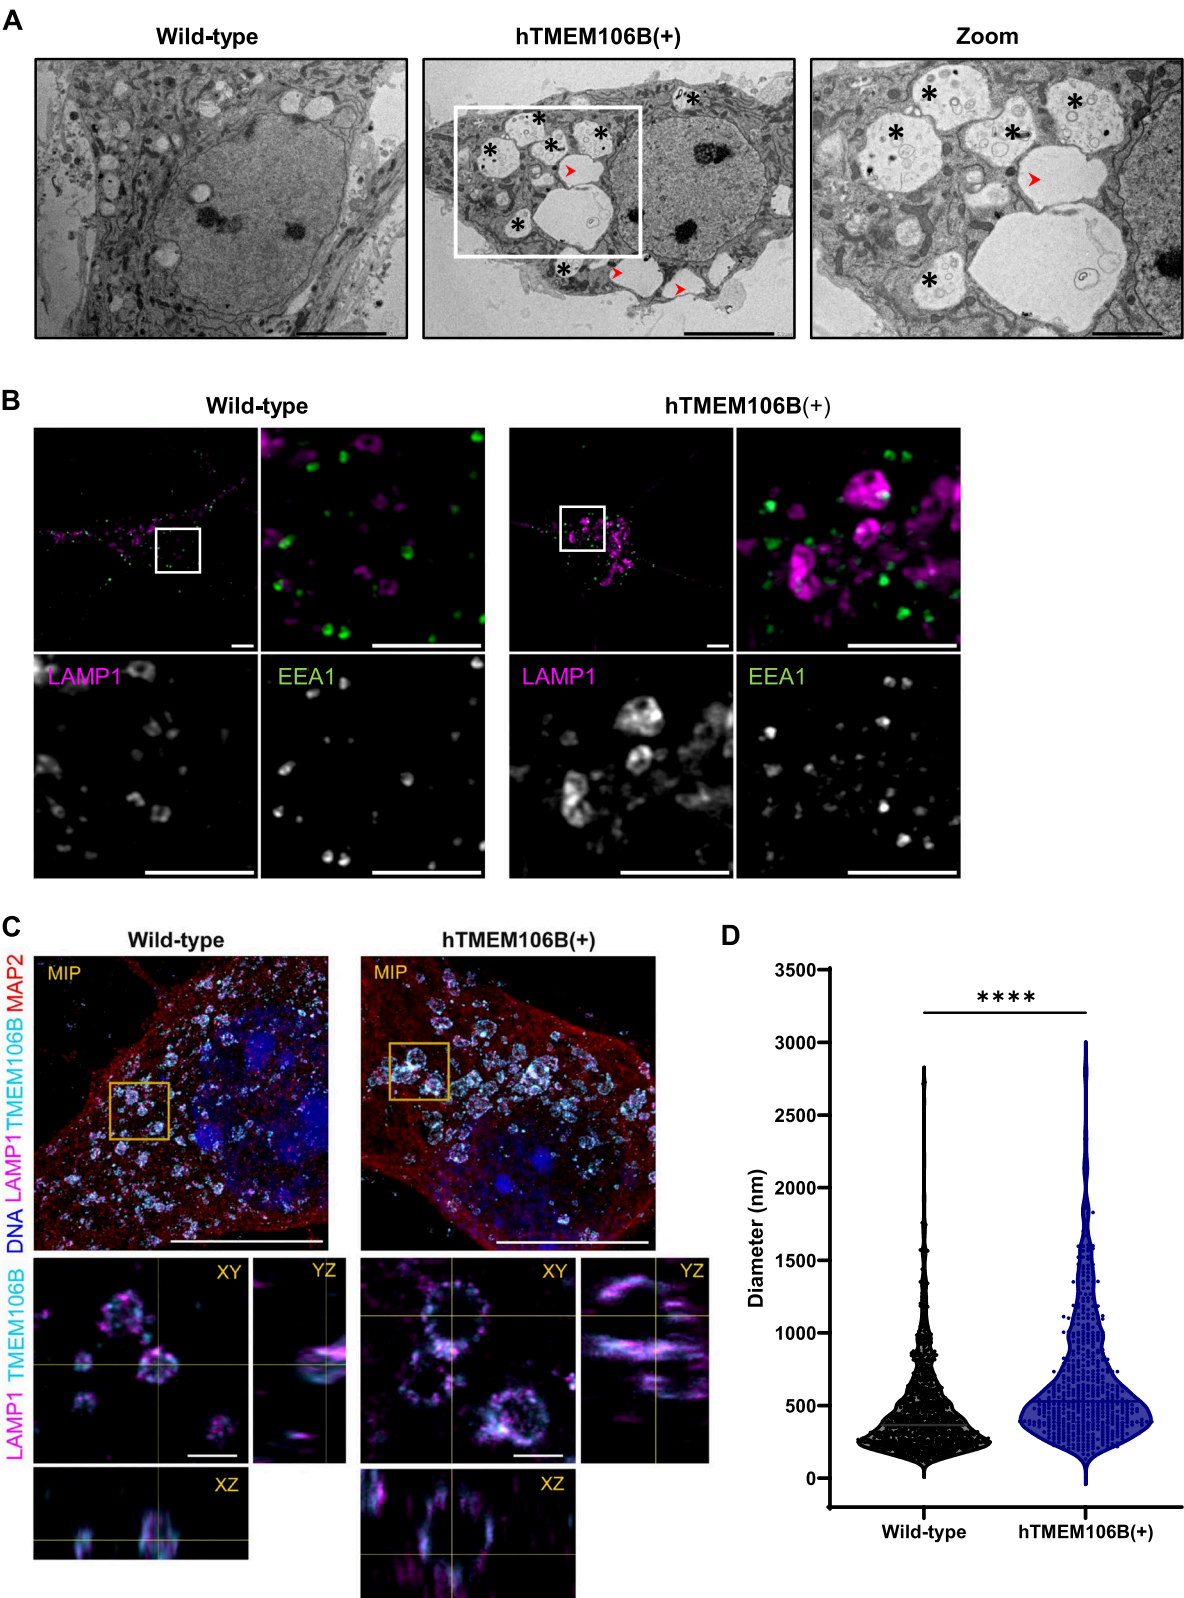 A
Wild-type
hTMEM106B(+)
Zoom
* * * * * * *
* * * * *
B
Wild-type
hTMEM106B(+)
LAMP1
EEA1
LAMP1
EEA1
C
Wild-type
hTMEM106B(+)
DNA LAMP1 TMEM106B MAP2
MIP
MIP
LAMP1 TMEM106B
XY
YZ
XZ
XY
YZ
XZ
D
****
Diameter (nm)
3500
3000
2500
2000
1500
1000
500
0
Wild-type
hTMEM106B(+)